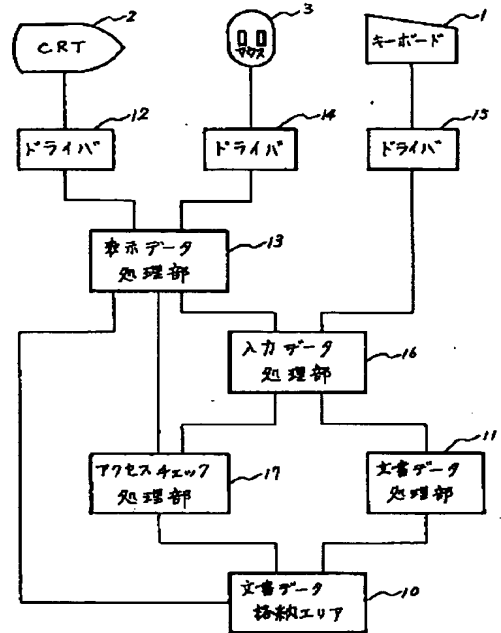 2
3
1
CRT
マウス
キーボード
12
14
15
ドライバ
ドライバ
ドライバ
表示データ
処理部
13
入力データ
処理部
16
11
アクセスチェック
処理部
17
文書データ
処理部
文書データ
格納エリア
10